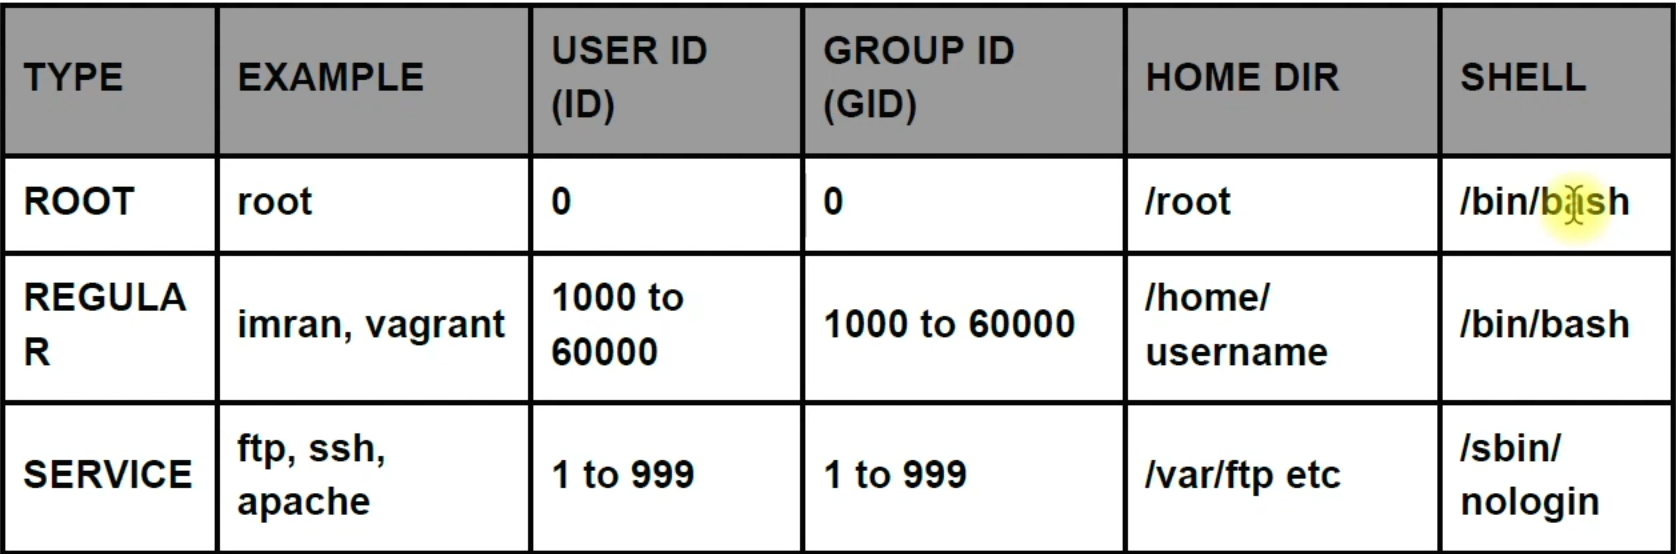 TYPE
EXAMPLE
USER ID
(ID)
GROUP ID
(GID)
HOME DIR
SHELL
ROOT
root
0
0
/root
/bin/bash
REGULA
R
imran, vagrant
1000 to
60000
1000 to 60000
/home/
username
/bin/bash
SERVICE
ftp, ssh,
apache
1 to 999
1 to 999
/var/ftp etc
/sbin/
nologin